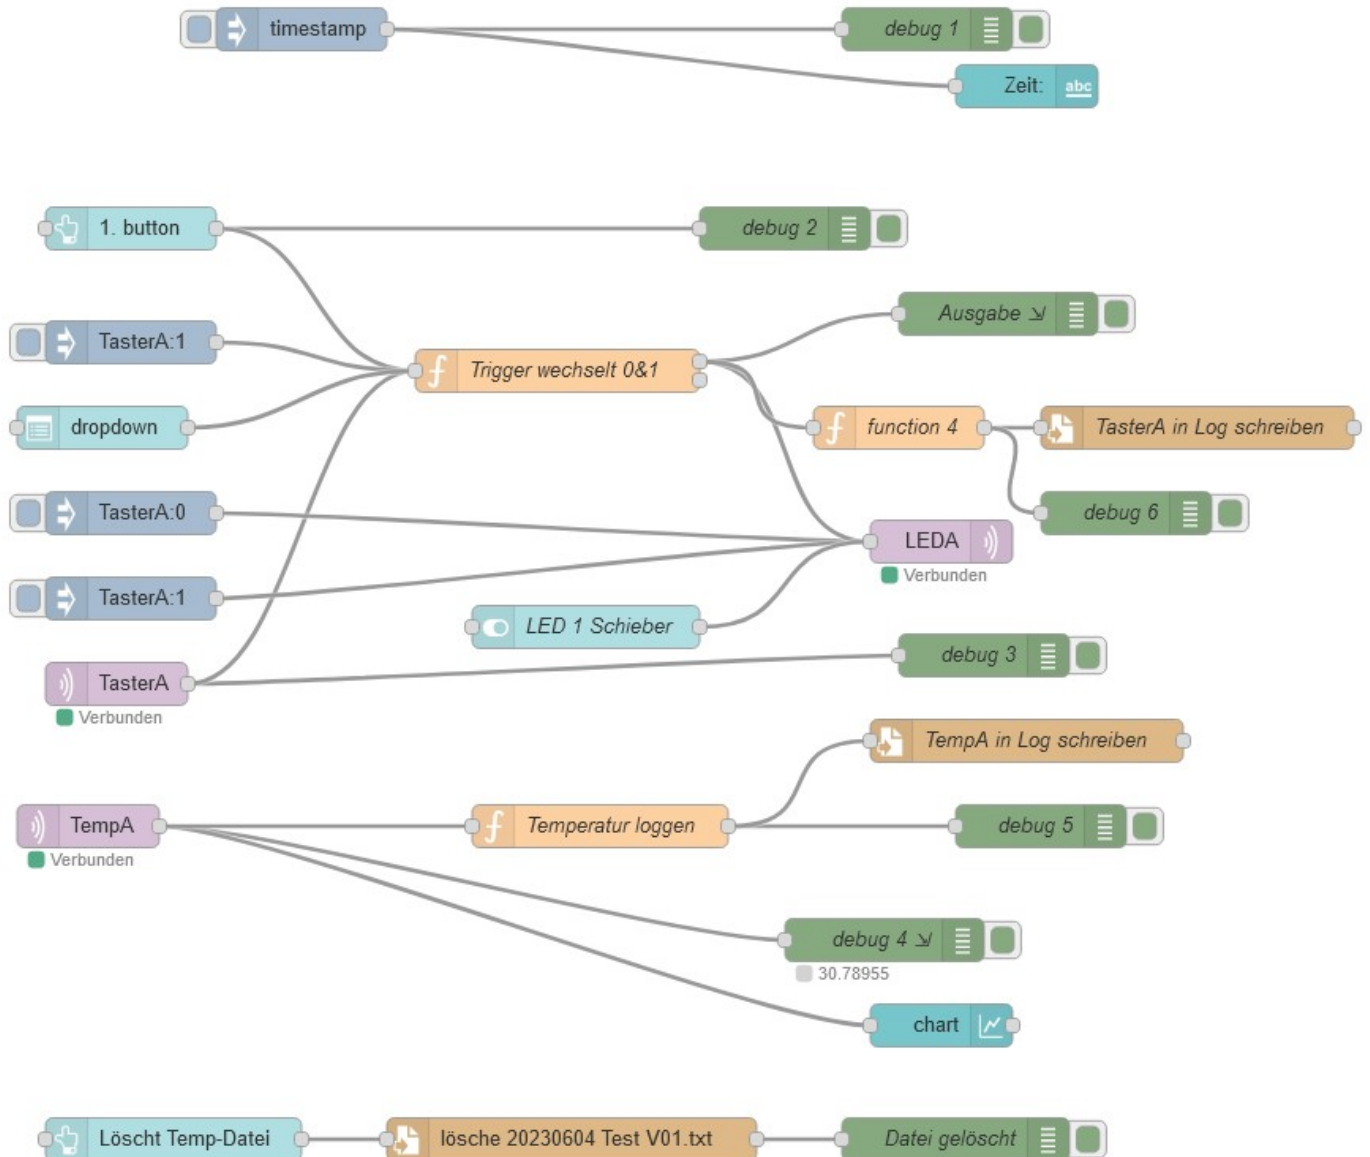 timestamp
debug 1
Zeit:
abc
1. button
debug 2
Ausgabe
TasterA:1
Trigger wechselt 0&1
dropdown
function 4
TasterA in Log schreiben
TasterA:0
debug 6
LEDA
Verbunden
TasterA:1
LED 1 Schieber
debug 3
TasterA
Verbunden
TempA in Log schreiben
TempA
Verbunden
Temperatur loggen
debug 5
debug 4
30.78955
chart
Löscht Temp-Datei
lösche 20230604 Test V01.txt
Datei gelöscht